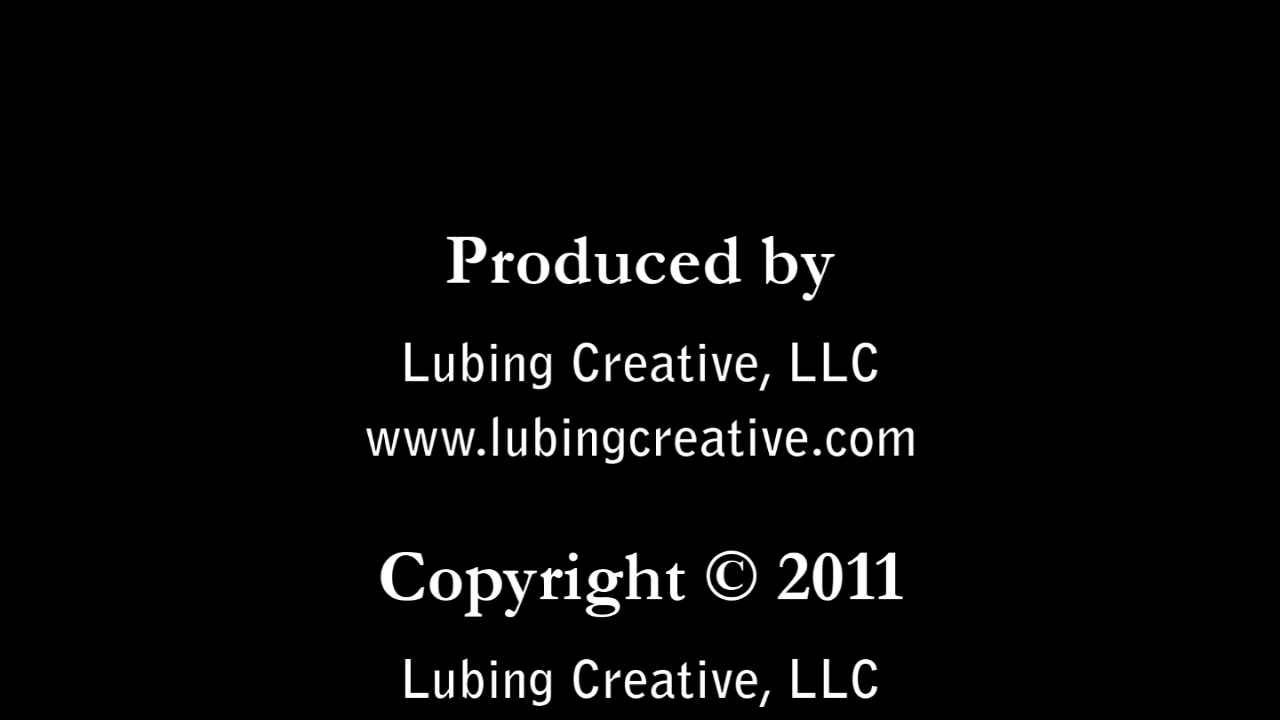 Produced by
Lubing Creative, LLC
www.lubingcreative.com
Copyright © 2011
Lubing Creative, LLC